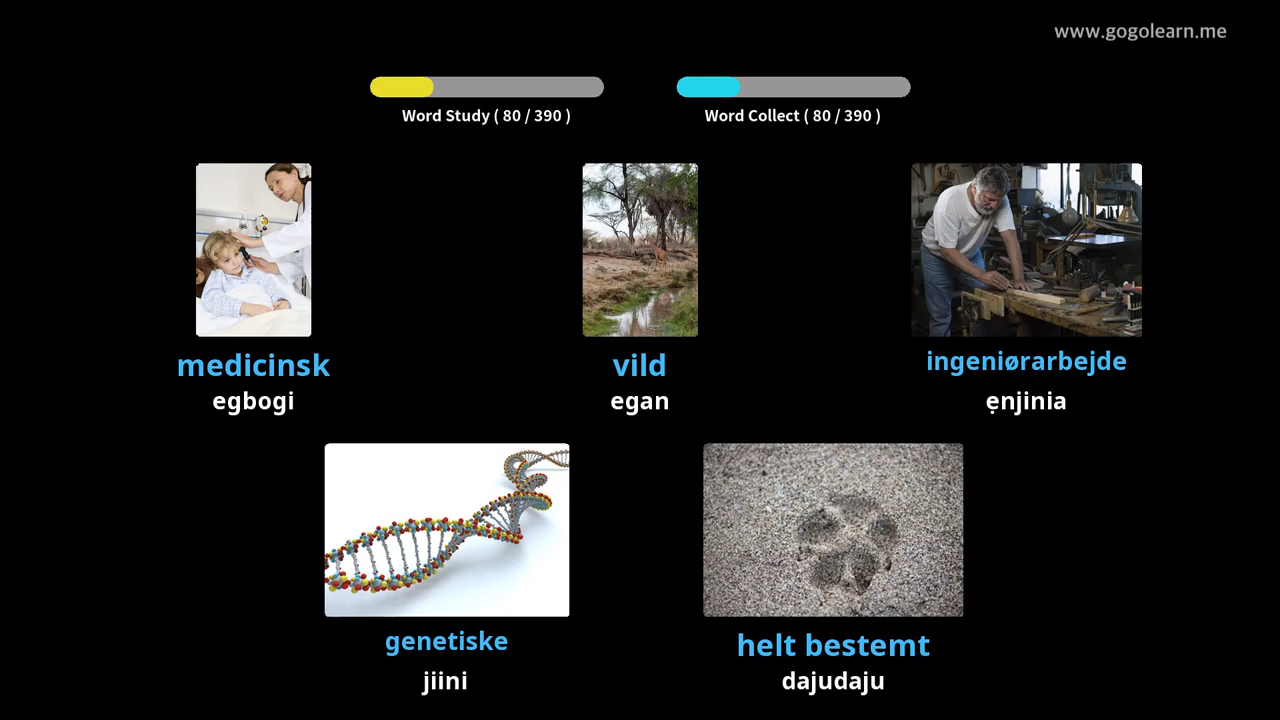 www.gogolearn.me
Word Study ( 80 / 390 )
Word Collect ( 80 / 390 )
medicinsk
egbogi
vild
egan
ingeniørarbejde
ẹnjinia
genetiske
jiini
helt bestemt
dajudaju